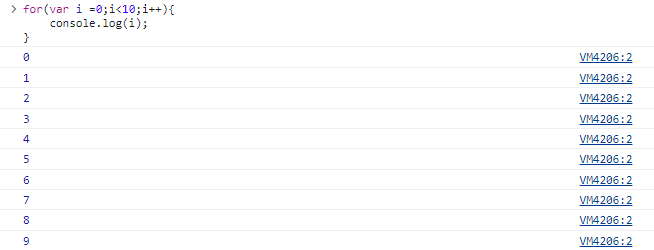 > for(var i =0;i<10;i++){
    console.log(i);
}
0 VM4206:2
1 VM4206:2
2 VM4206:2
3 VM4206:2
4 VM4206:2
5 VM4206:2
6 VM4206:2
7 VM4206:2
8 VM4206:2
9 VM4206:2